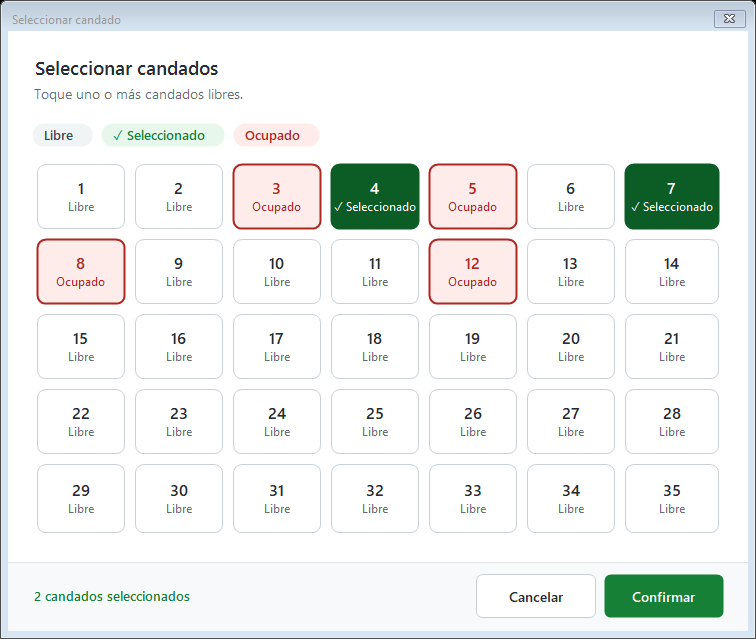 Seleccionar candado
Seleccionar candados
Toque uno o más candados libres.
Libre ✓ Seleccionado Ocupado
1 2 3 4 5 6 7
Libre Libre Ocupado ✓ Seleccionado Ocupado Libre ✓ Seleccionado
8 9 10 11 12 13 14
Ocupado Libre Libre Libre Ocupado Libre Libre
15 16 17 18 19 20 21
Libre Libre Libre Libre Libre Libre Libre
22 23 24 25 26 27 28
Libre Libre Libre Libre Libre Libre Libre
29 30 31 32 33 34 35
Libre Libre Libre Libre Libre Libre Libre
2 candados seleccionados Cancelar Confirmar